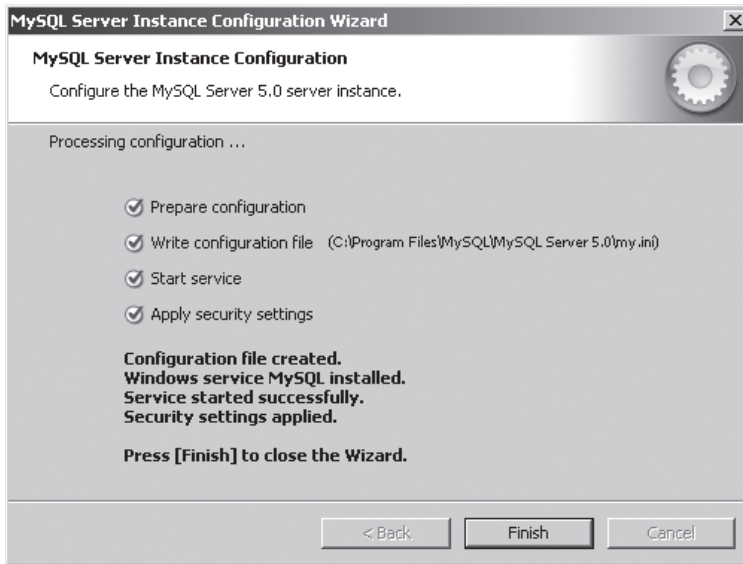 MySQL Server Instance Configuration Wizard
MySQL Server Instance Configuration
Configure the MySQL Server 5.0 server instance.
Processing configuration ...
Prepare configuration
Write configuration file (C:\Program Files\MySQL\MySQL Server 5.0\my.ini)
Start service
Apply security settings
Configuration file created.
Windows service MySQL installed.
Service started successfully.
Security settings applied.
Press [Finish] to close the Wizard.
< Back Finish Cancel